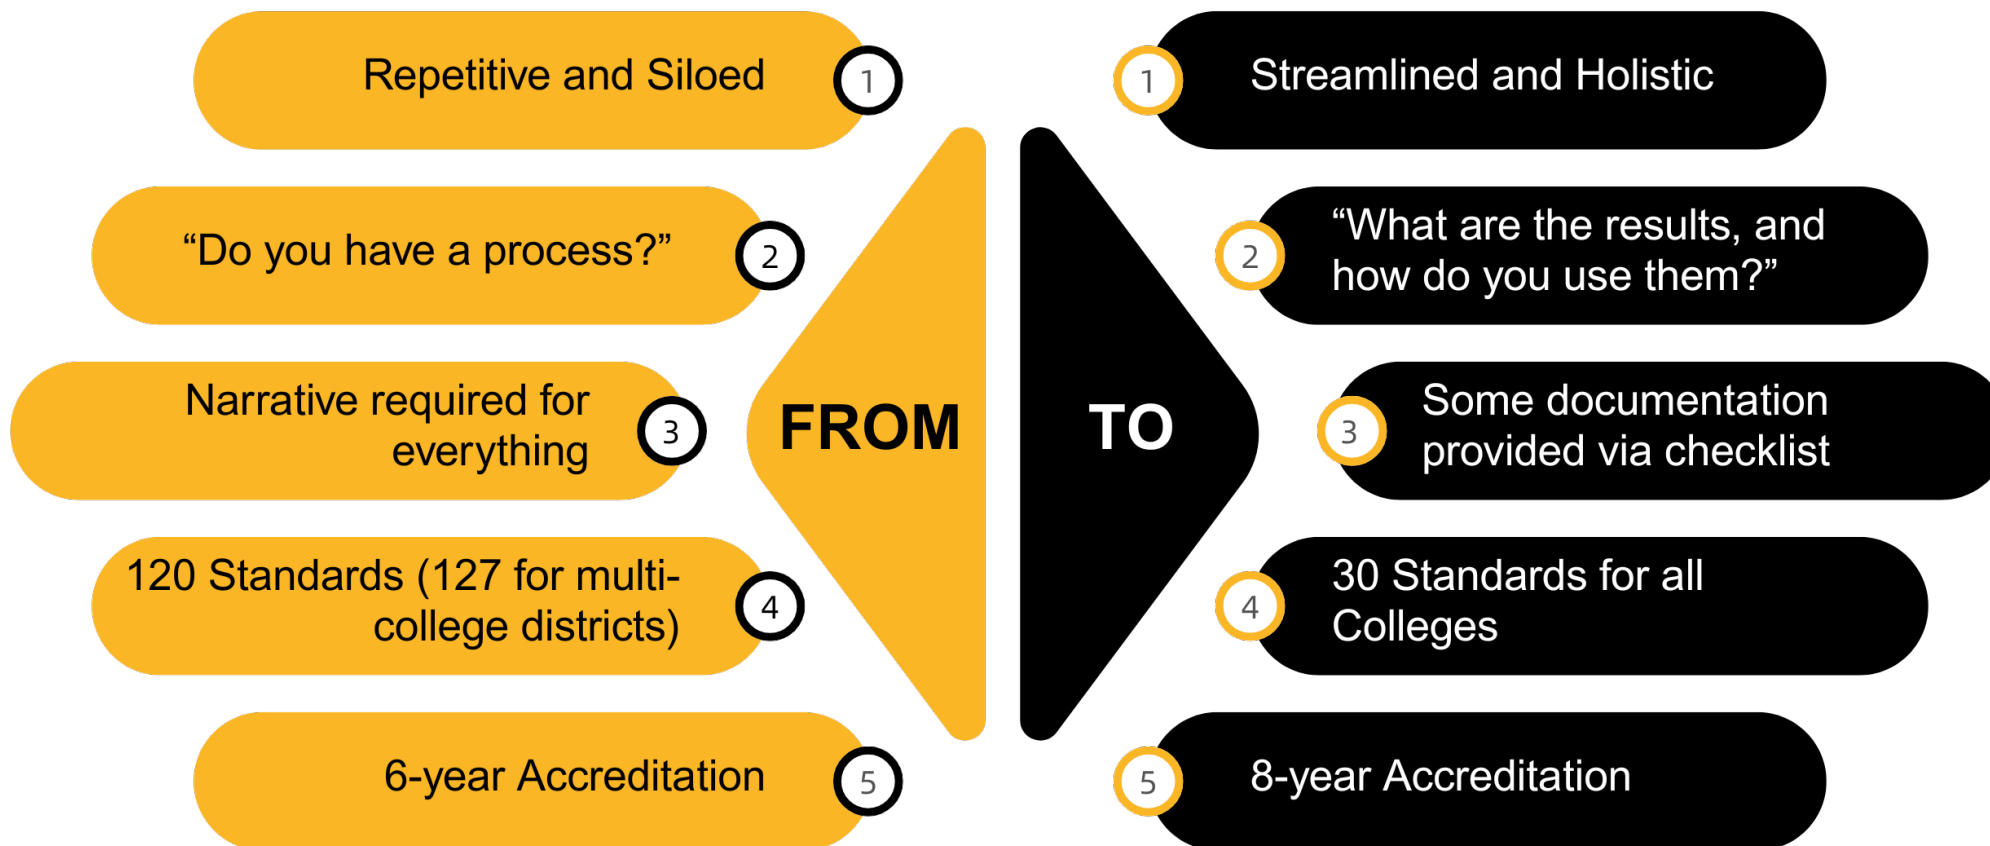 Repetitive and Siloed
1
1
Streamlined and Holistic
“Do you have a process?”
2
2
“What are the results, and
how do you use them?”
Narrative required for
everything
3
FROM
TO
3
Some documentation
provided via checklist
120 Standards (127 for multi-
college districts)
4
4
30 Standards for all
Colleges
6-year Accreditation
5
5
8-year Accreditation